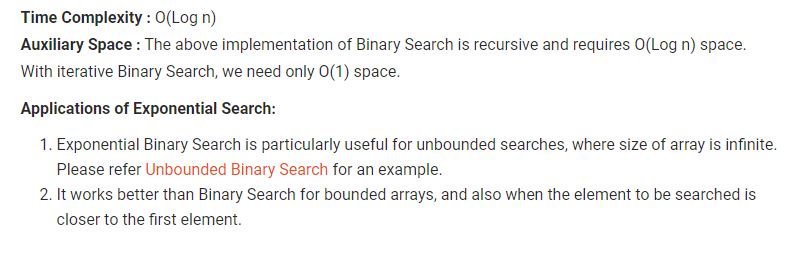 Time Complexity : O(Log n)
Auxiliary Space : The above implementation of Binary Search is recursive and requires O(Log n) space.
With iterative Binary Search, we need only O(1) space.
Applications of Exponential Search:
1. Exponential Binary Search is particularly useful for unbounded searches, where size of array is infinite.
Please refer Unbounded Binary Search for an example.
2. It works better than Binary Search for bounded arrays, and also when the element to be searched is
closer to the first element.